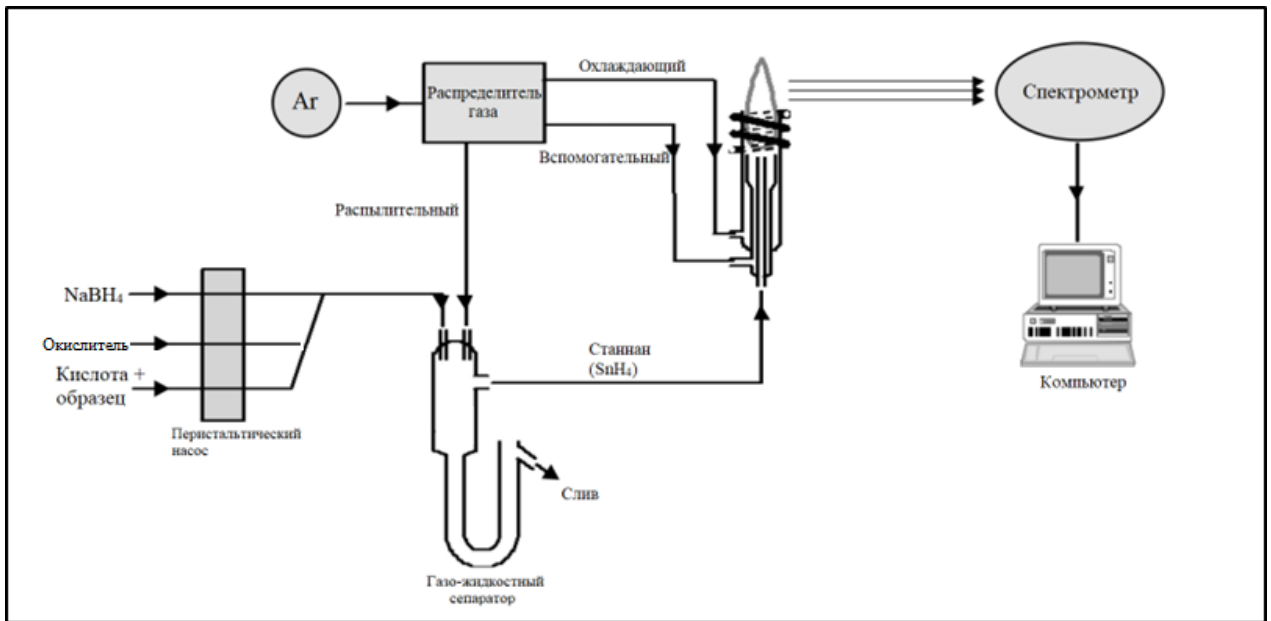 Ar
Распределитель
газа
Охлаждающий
Вспомогательный
Распылительный
Спектрометр
NaBH₄
Окислитель
Кислота +
образец
Перистальтический
насос
Станнан
(SnH₄)
Компьютер
Слив
Газо-жидкостный
сепаратор